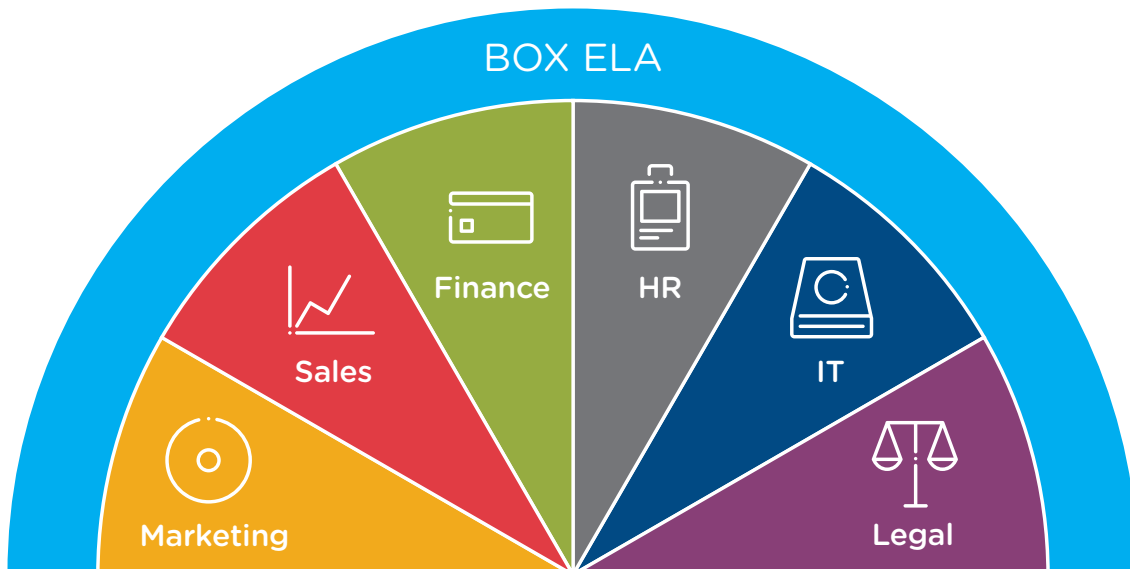 BOX ELA
Marketing
Sales
Finance
HR
IT
Legal